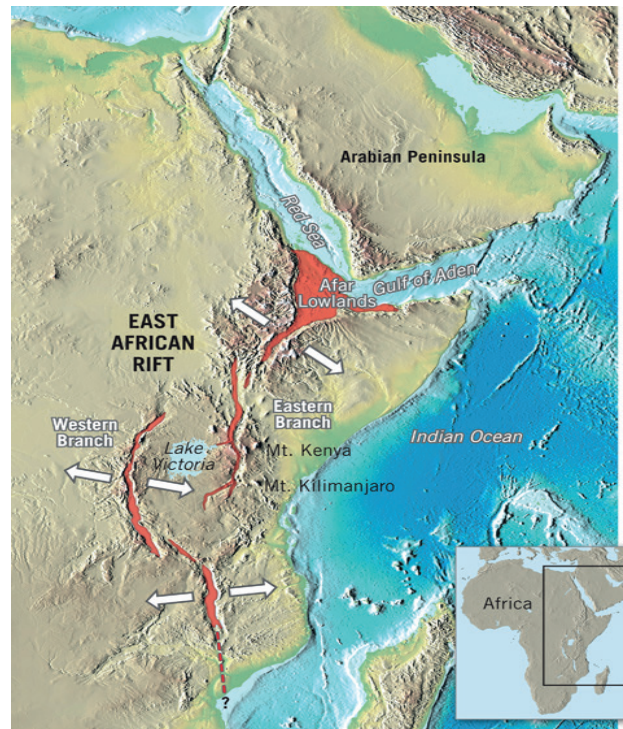 Arabian Peninsula
Red Sea
Gulf of Aden
Afar
Lowlands
EAST
AFRICAN
RIFT
Eastern
Branch
Western
Branch
Lake
Victoria
Indian Ocean
Mt. Kenya
Mt. Kilimanjaro
Africa
?